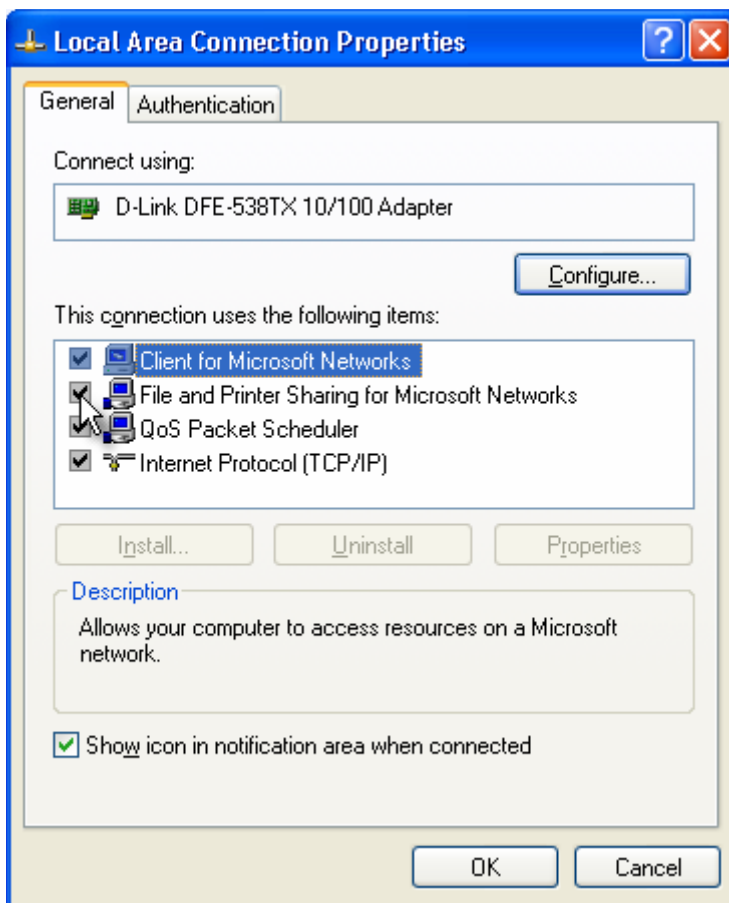 Local Area Connection Properties
General Authentication
Connect using:
D-Link DFE-538TX 10/100 Adapter
Configure...
This connection uses the following items:
Client for Microsoft Networks
File and Printer Sharing for Microsoft Networks
QoS Packet Scheduler
Internet Protocol (TCP/IP)
Install... Uninstall Properties
Description
Allows your computer to access resources on a Microsoft
network.
Show icon in notification area when connected
OK Cancel